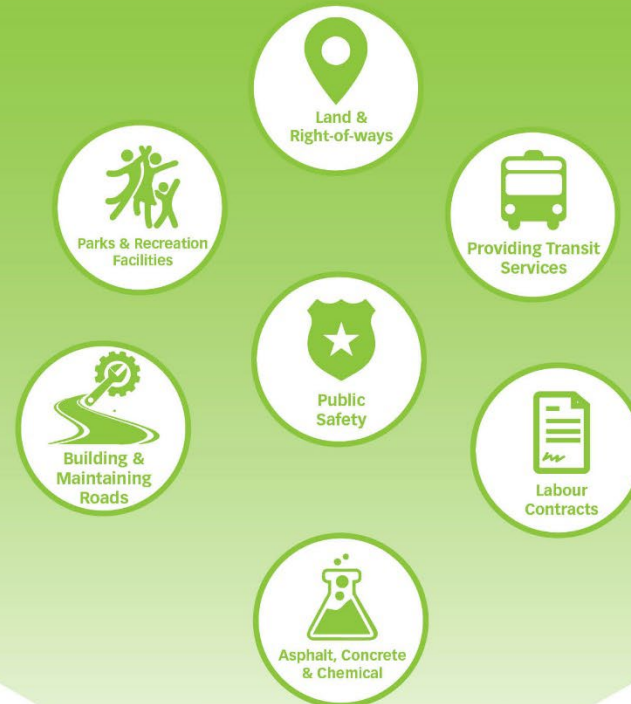 Land &
Right-of-ways
Parks & Recreation
Facilities
Providing Transit
Services
Public
Safety
Building &
Maintaining
Roads
Labour
Contracts
Asphalt, Concrete
& Chemical